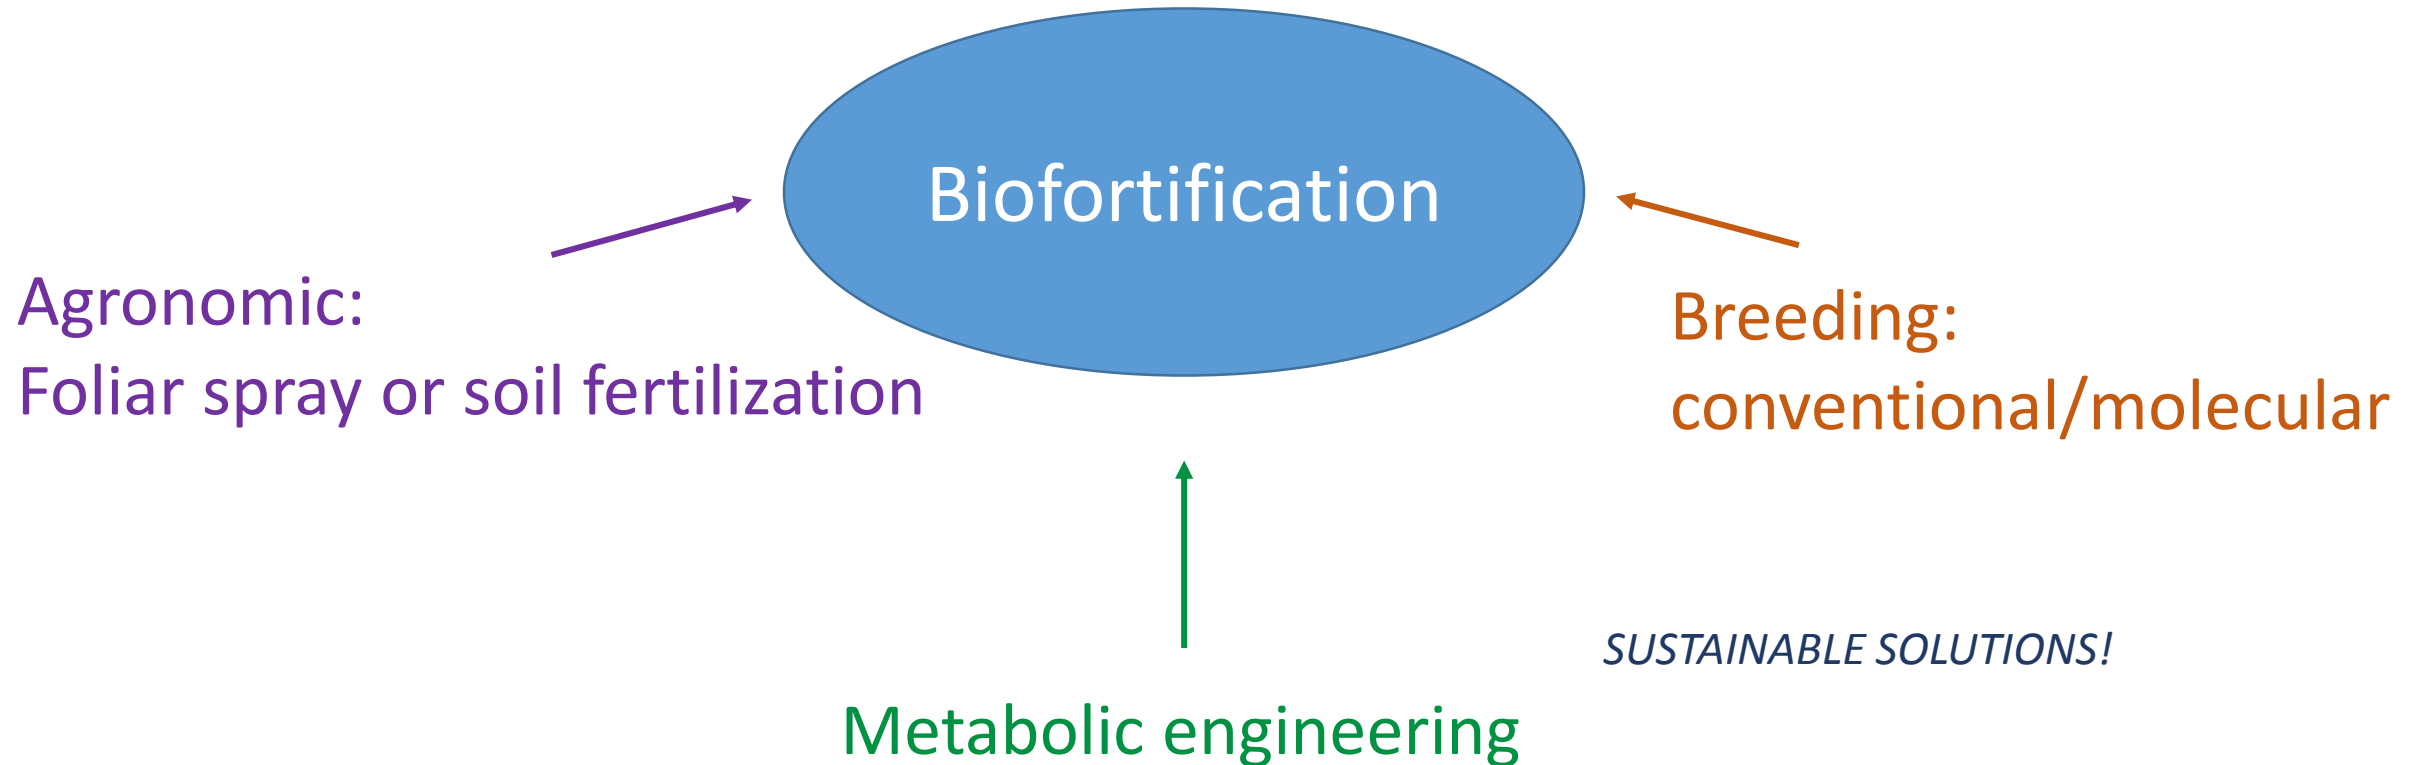 Biofortification
Agronomic:
Foliar spray or soil fertilization
Breeding:
conventional/molecular
SUSTAINABLE SOLUTIONS!
Metabolic engineering